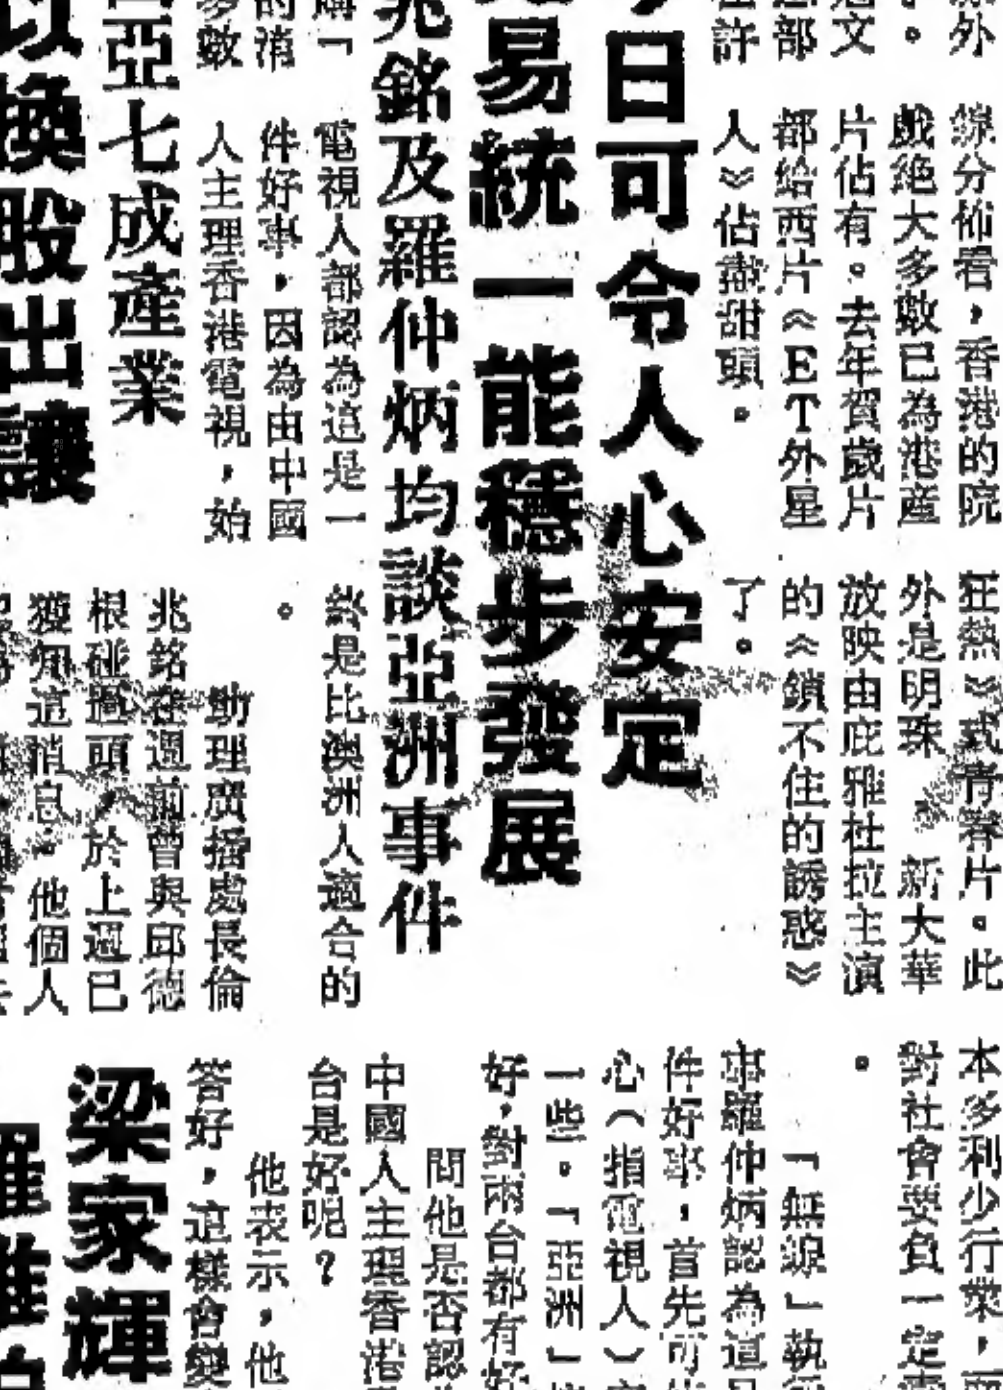 綜分佈看，香港的院
戲絕大多數已為港產
片佔有。去年賀歲片
都給西片《ET外星
人》佔盡甜頭。
狂熱》式青春片。此
外是明珠、新大華
放映由庇雅杜拉主演
的《鎖不住的誘惑》
了。
本多利少行業，
對社會要負一定
。
日可令人心安定
易統一能穩步發展
兆銘及羅仲炳均談亞洲事件
電視人都認為這是一
件好事，因為由中國
人主理香港電視，始
終是比澳洲人適合的
。
助理廣播處長倫
兆銘在週前曾與邱德
根碰過頭，於上週已
獲知這消息：他個人
「無線」執
羅仲炳認為這
件好事，首先可
心（指電視人）
一些。「亞洲」
好，對兩台都有好
問他是否認
中國人主理香港
台是好呢？
他表示，他
答好，這樣會變
亞七成產業
以換股出讓
梁家輝